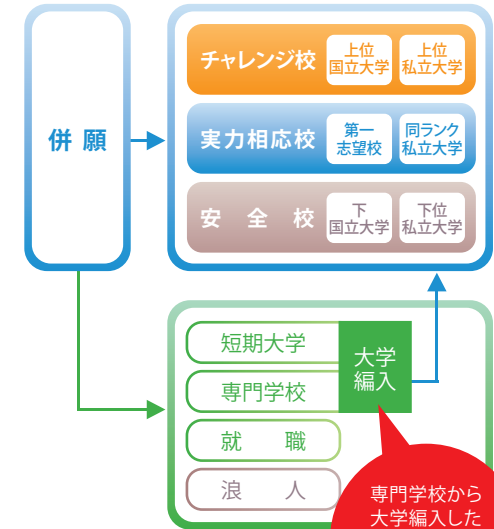 併 願
チャレンジ校
上位
国立大学
上位
私立大学
実力相応校
第一
志望校
同ランク
私立大学
安 全 校
下
国立大学
下位
私立大学
短期大学
専門学校
就 職
浪 人
大学
編入
専門学校から
大学編入した